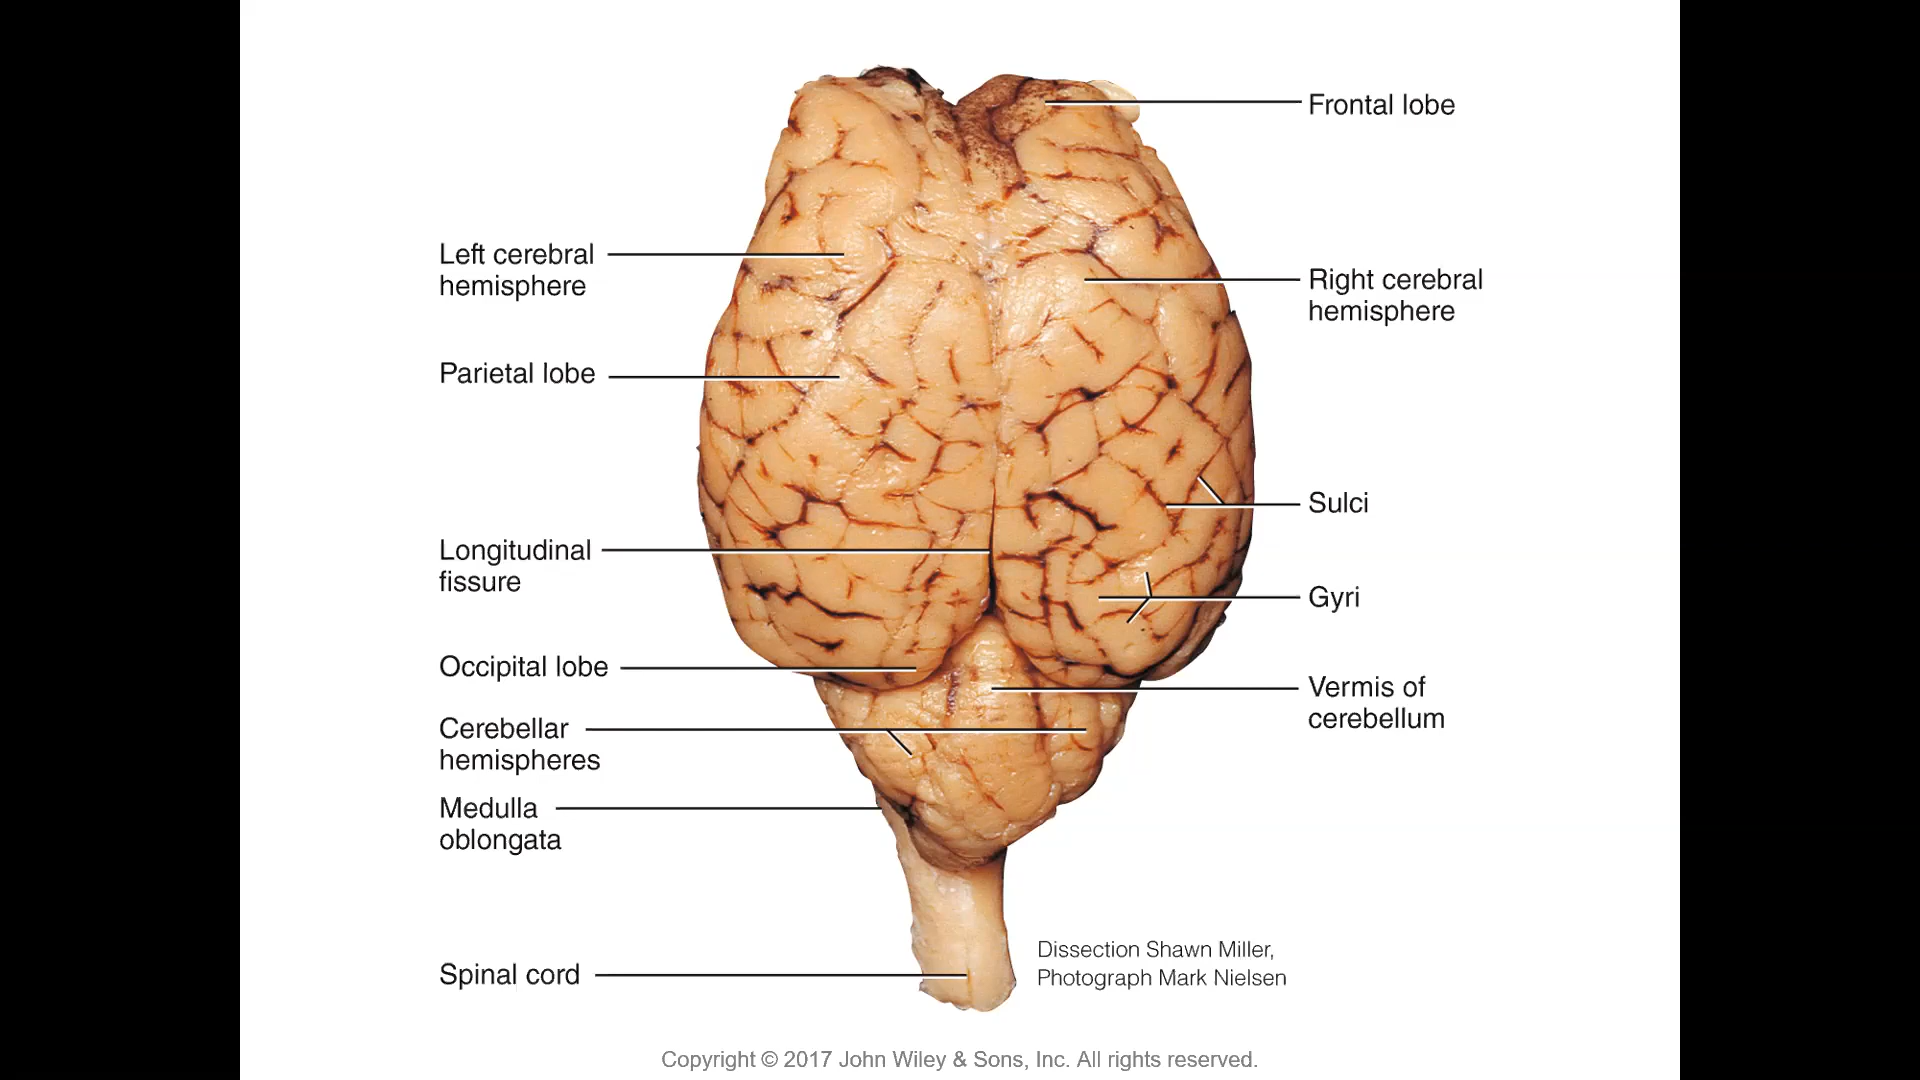 Frontal lobe
Left cerebral
hemisphere
Right cerebral
hemisphere
Parietal lobe
Sulci
Longitudinal
fissure
Gyri
Occipital lobe
Vermis of
cerebellum
Cerebellar
hemispheres
Medulla
oblongata
Spinal cord
Dissection Shawn Miller,
Photograph Mark Nielsen
Copyright © 2017 John Wiley & Sons, Inc. All rights reserved.